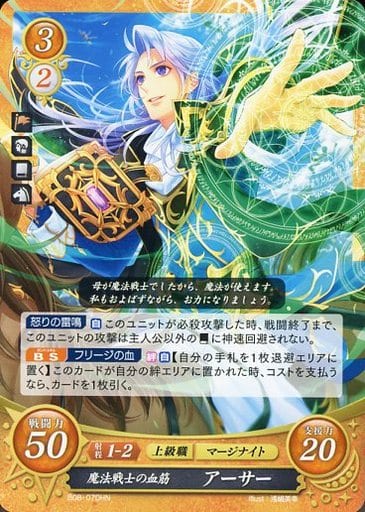 3
2
母が魔法戦士でしたから、魔法が使えます。
私もおよばずながら、お力になりましょう。
怒りの雷鳴 自 このユニットが必殺攻撃した時、戦闘終了まで、
このユニットの攻撃は主人公以外の に神速回避されない。
BS フリージの血 絆 自 【自分の手札を1枚退避エリアに
置く】このカードが自分の絆エリアに置かれた時、コストを支払う
なら、カードを1枚引く。
戦闘力
50
射程 1-2 上級職 マージナイト
支援力
20
魔法戦士の血筋 アーサー
B08-070HN
Illust: